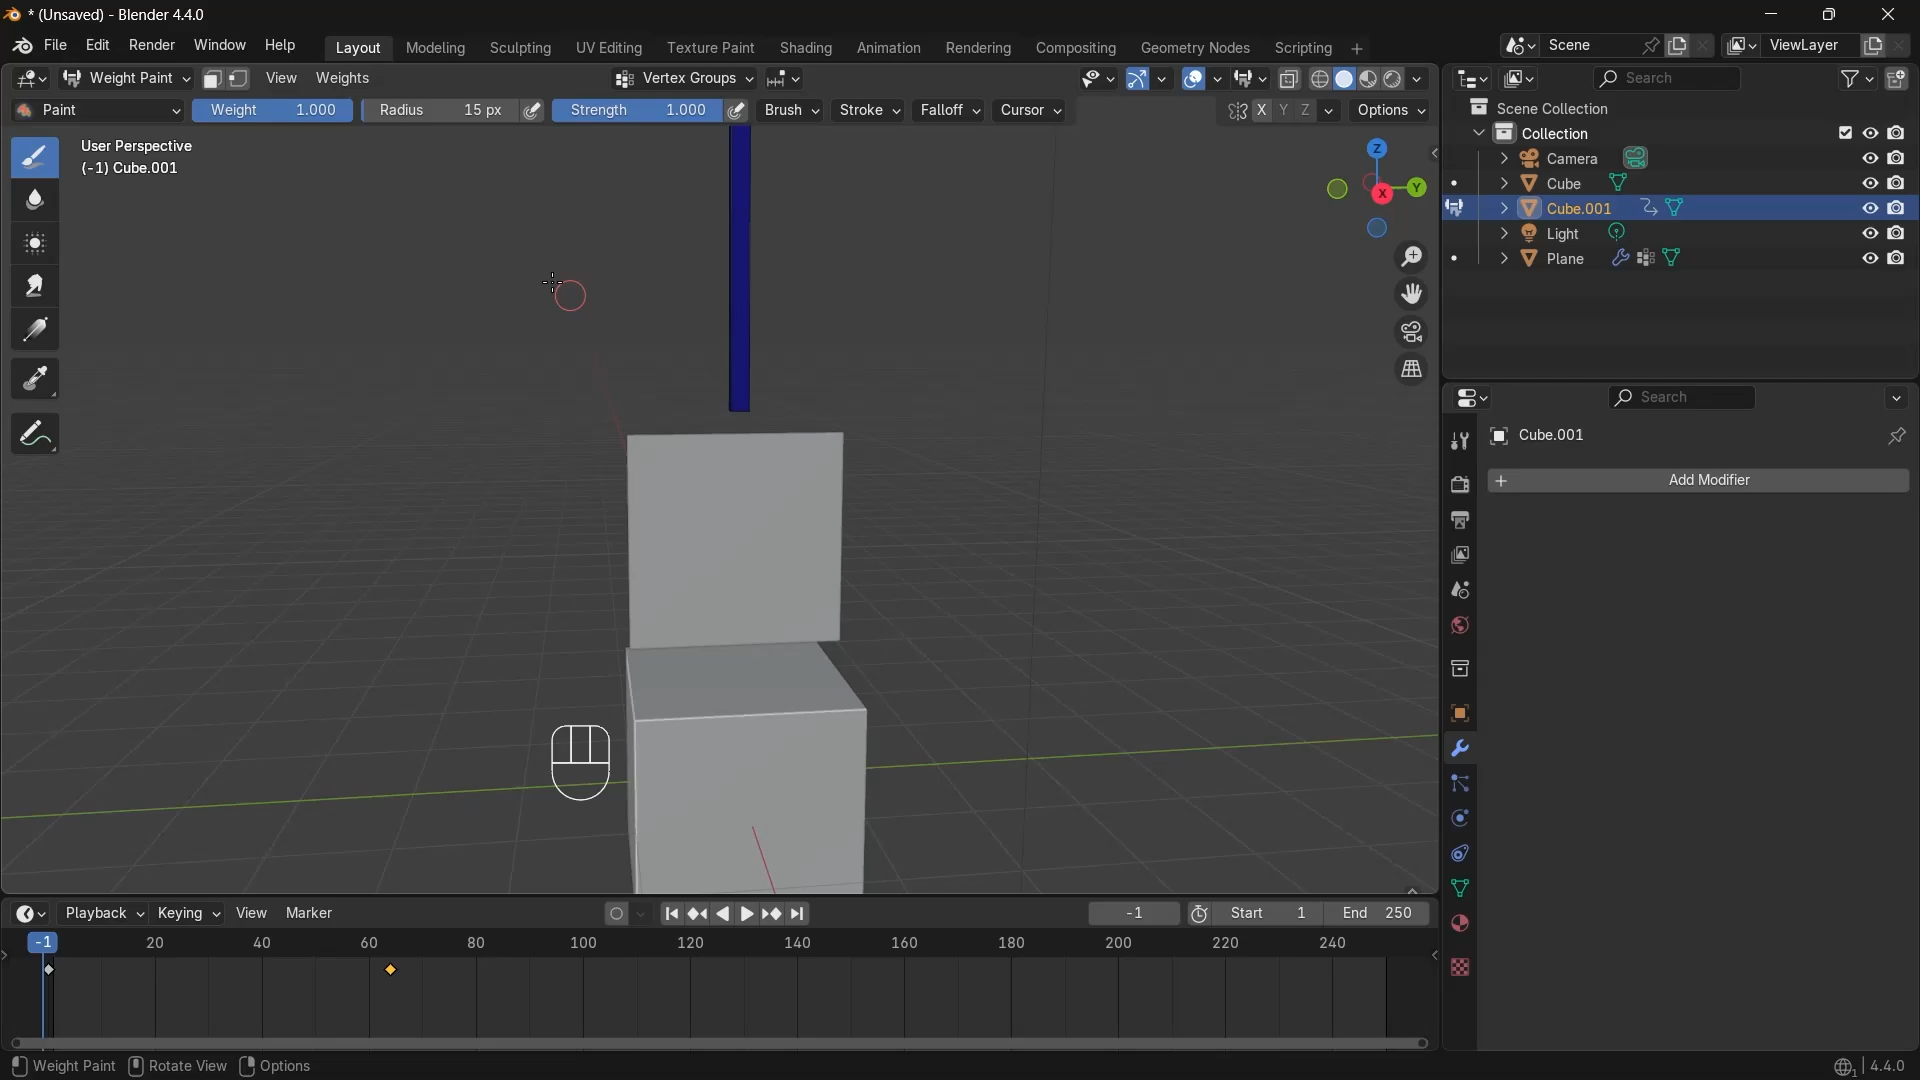 * (Unsaved) - Blender 4.4.0
File Edit Render Window Help
Layout Modeling Sculpting UV Editing Texture Paint Shading Animation Rendering Compositing Geometry Nodes Scripting +
Scene
ViewLayer
Weight Paint View Weights
Vertex Groups
Search
Paint Weight 1.000 Radius 15 px Strength 1.000 Brush Stroke Falloff Cursor
X Y Z Options
Scene Collection
Collection
Camera
Cube
Cube.001
Light
Plane
User Perspective
(-1) Cube.001
Z
Y
X
Search
Cube.001
+ Add Modifier
Playback Keying View Marker
-1 Start 1 End 250
-1 20 40 60 80 100 120 140 160 180 200 220 240
Weight Paint Rotate View Options
1 4.4.0